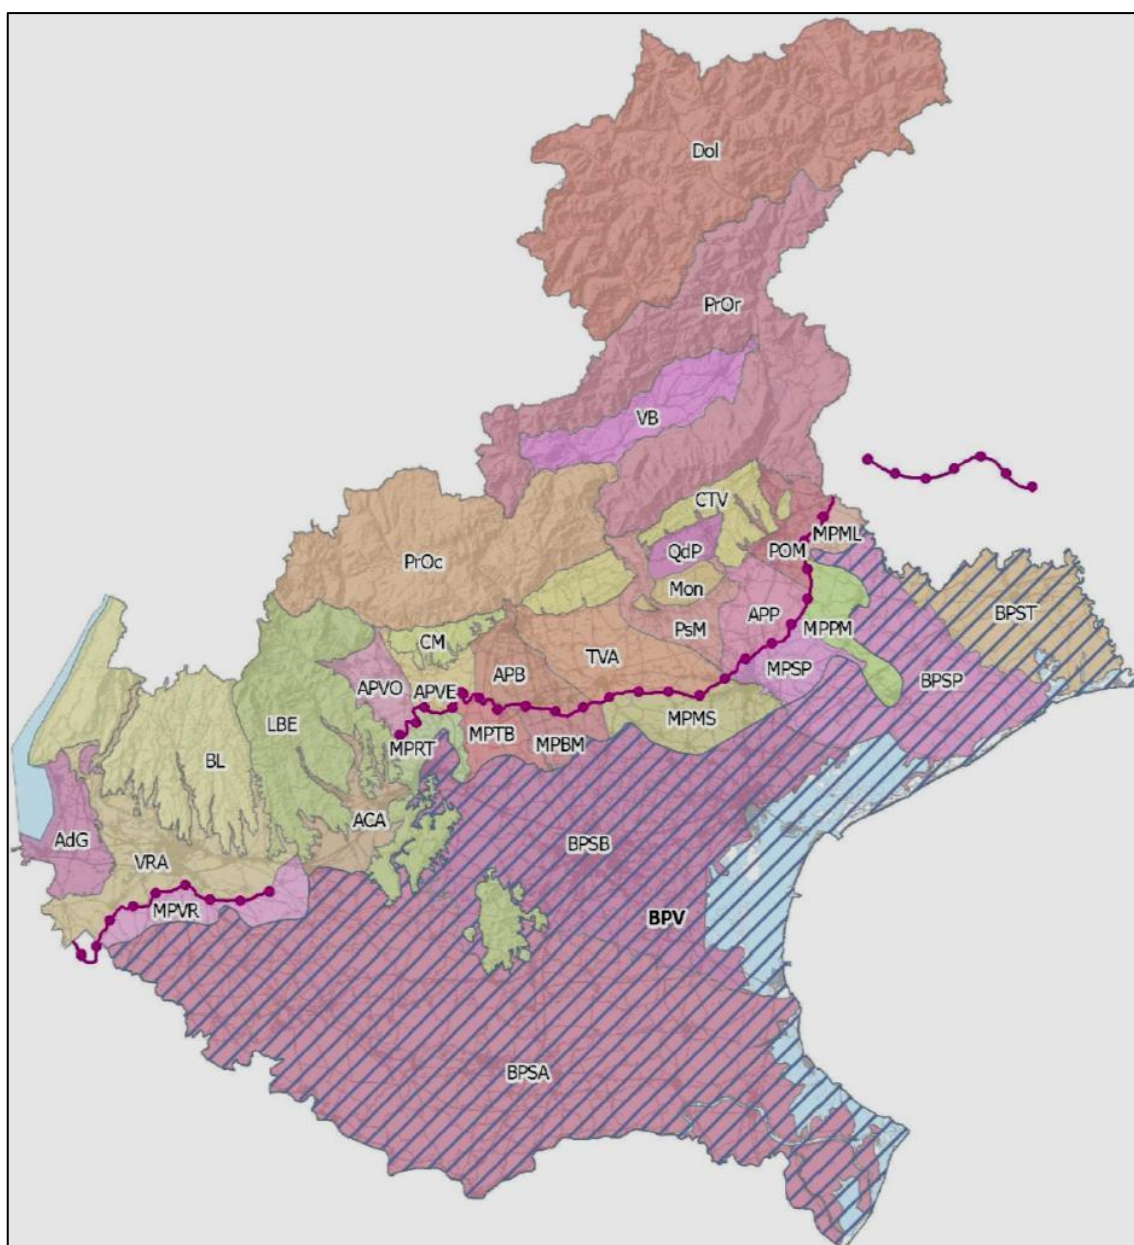 Dol
PrOr
VB
CTV
MPML
QdP
POM
PrOc
Mon
BPST
APP
MPPM
PsM
CM
TVA
MPSP
APB
BPSP
APVO
APVE
LBE
MPMS
MPRT
MPTB
MPBM
BL
ACA
AdG
BPSB
VRA
MPVR
BPV
BPSA